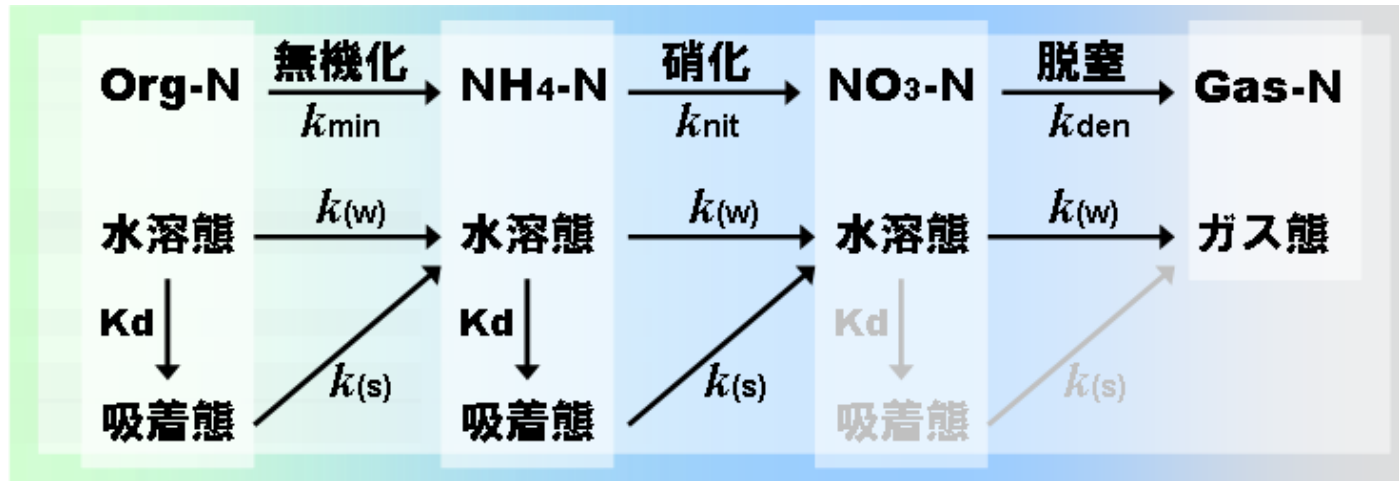 無機化 硝化 脱窒
Org-N NH4-N NO3-N Gas-N
kmin knit kden
k(w) k(w) k(w)
水溶態 水溶態 水溶態 ガス態
Kd Kd Kd
k(s) k(s) k(s)
吸着態 吸着態 吸着態